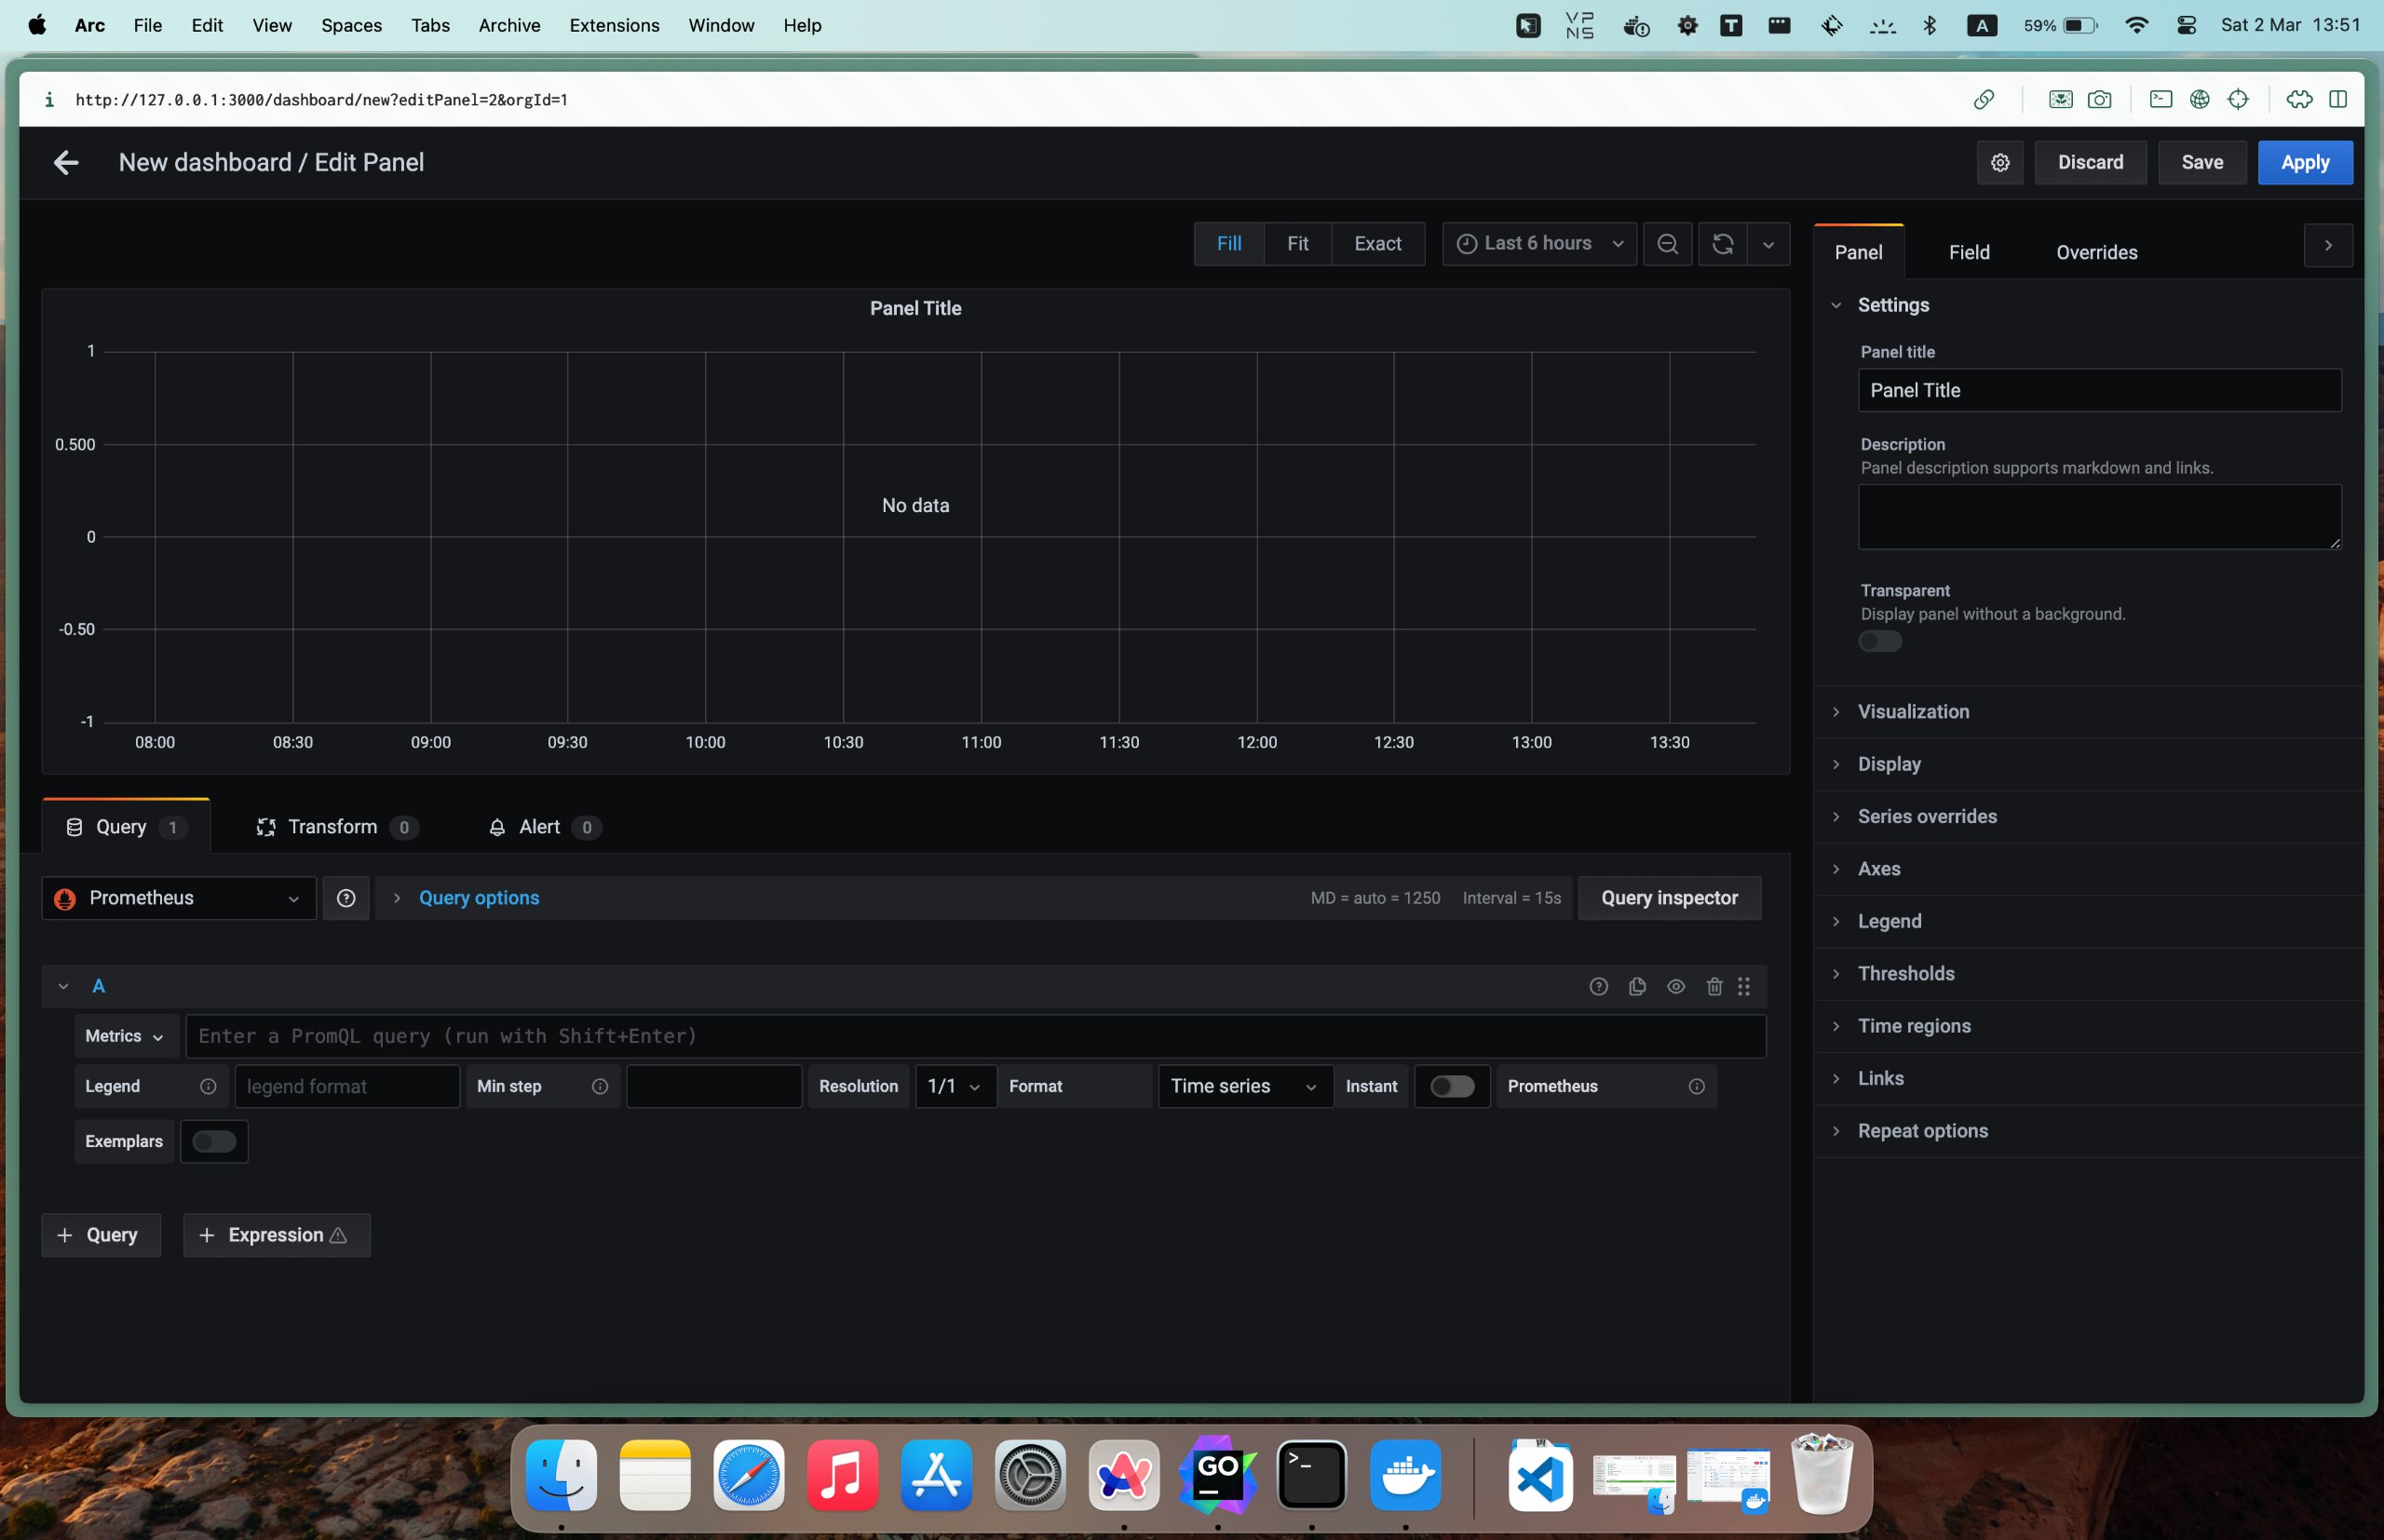 Arc File Edit View Spaces Tabs Archive Extensions Window Help VPNS T A 59% Sat 2 Mar 13:51
i http://127.0.0.1:3000/dashboard/new?editPanel=2&orgId=1
New dashboard / Edit Panel Discard Save Apply
Fill Fit Exact Last 6 hours
Panel Title
1
0.500
0
-0.50
-1
No data
08:00 08:30 09:00 09:30 10:00 10:30 11:00 11:30 12:00 12:30 13:00 13:30
Query 1 Transform 0 Alert 0
Prometheus Query options MD = auto = 1250 Interval = 15s Query inspector
A
Metrics Enter a PromQL query (run with Shift+Enter)
Legend legend format Min step Resolution 1/1 Format Time series Instant Prometheus
Exemplars
+ Query + Expression
Panel Field Overrides
Settings
Panel title
Panel Title
Description
Panel description supports markdown and links.
Transparent
Display panel without a background.
Visualization
Display
Series overrides
Axes
Legend
Thresholds
Time regions
Links
Repeat options
GO
>_